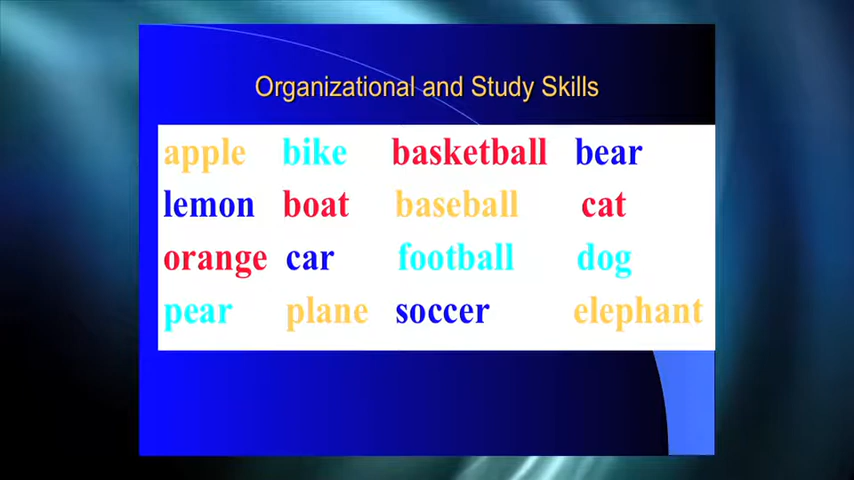 Organizational and Study Skills
apple bike basketball bear
lemon boat baseball cat
orange car football dog
pear plane soccer elephant